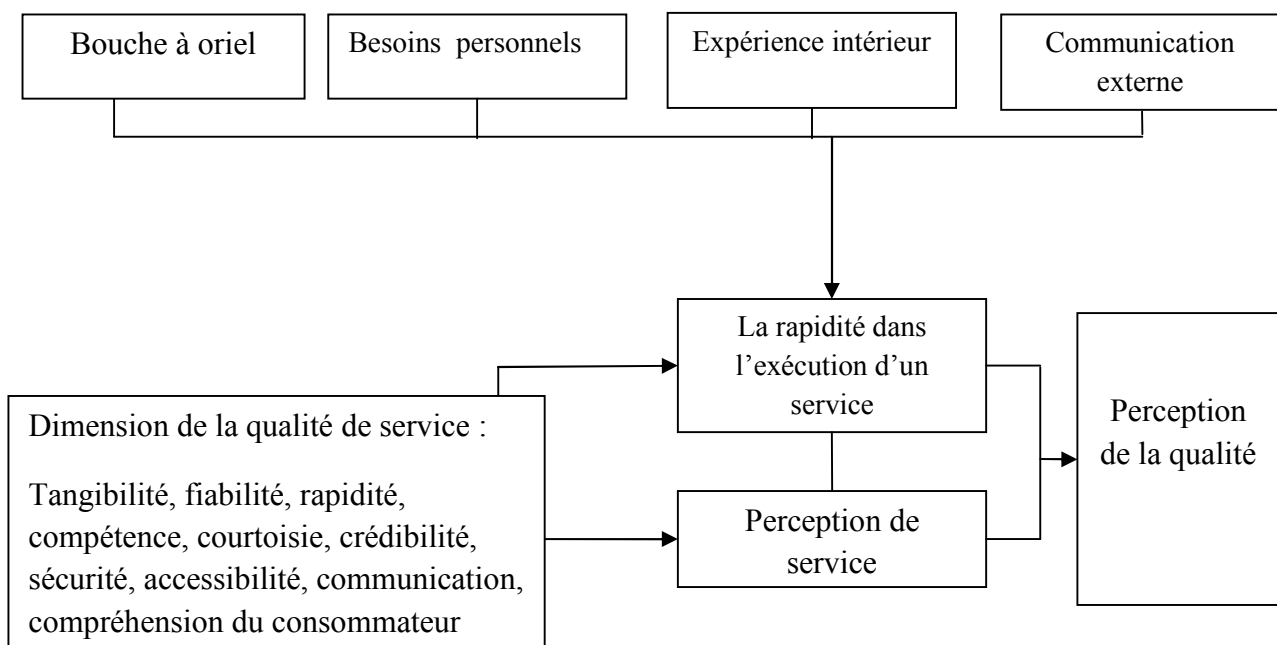 Bouche à oriel
Besoins personnels
Expérience intérieur
Communication
externe
La rapidité dans
l’exécution d’un
service
Dimension de la qualité de service :
Tangibilité, fiabilité, rapidité,
compétence, courtoisie, crédibilité,
sécurité, accessibilité, communication,
compréhension du consommateur
Perception de
service
Perception
de la qualité